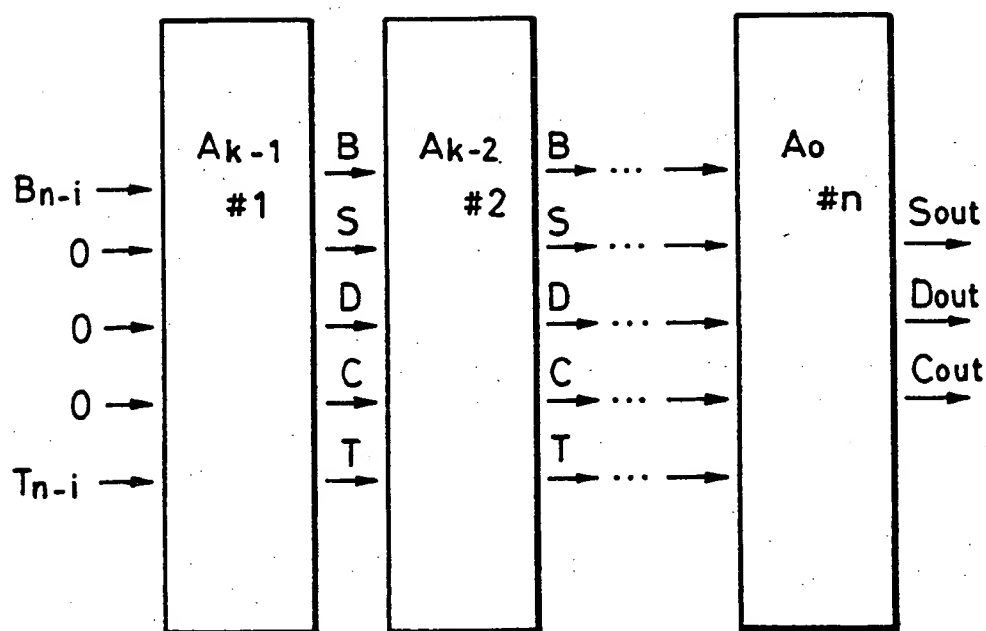 Ak-1 B Ak-2 B ... Ao
Bn-i #1 #2 #n
0 S S ... Sout
0 D D ... Dout
0 C C ... Cout
Tn-i T T ...